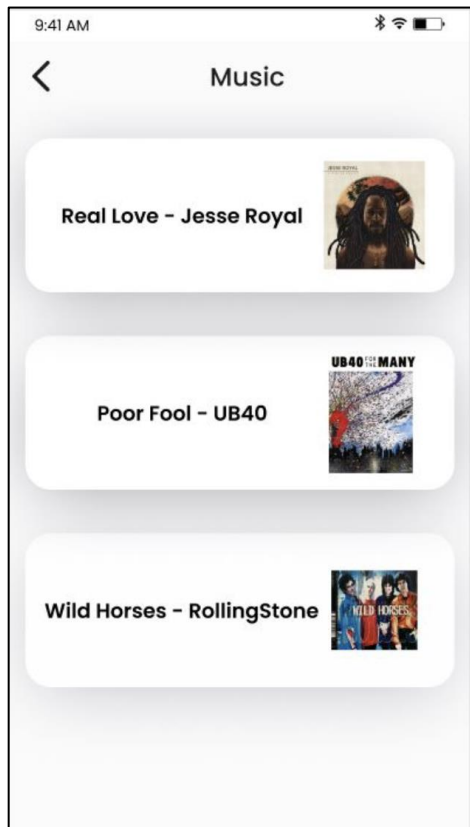 9:41 AM
Music
Real Love - Jesse Royal
JESSE ROYAL
UB40 FOR THE MANY
Poor Fool - UB40
Wild Horses - RollingStone
WILD HORSES